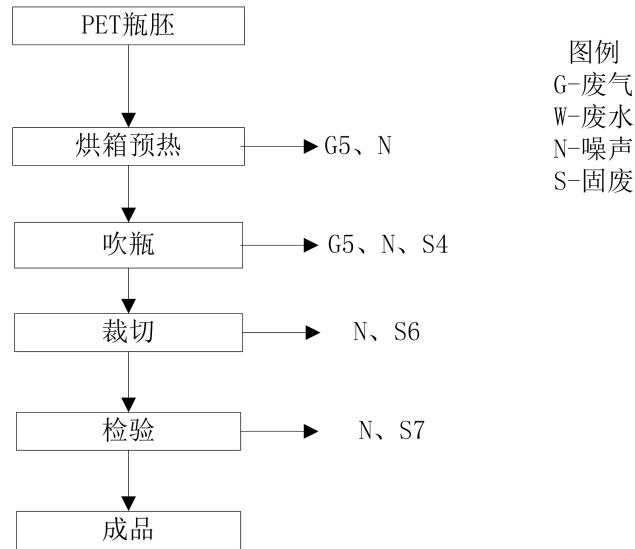 PET瓶胚
图例
G-废气
W-废水
N-噪声
S-固废
烘箱预热
G5、N
吹瓶
G5、N、S4
裁切
N、S6
检验
N、S7
成品